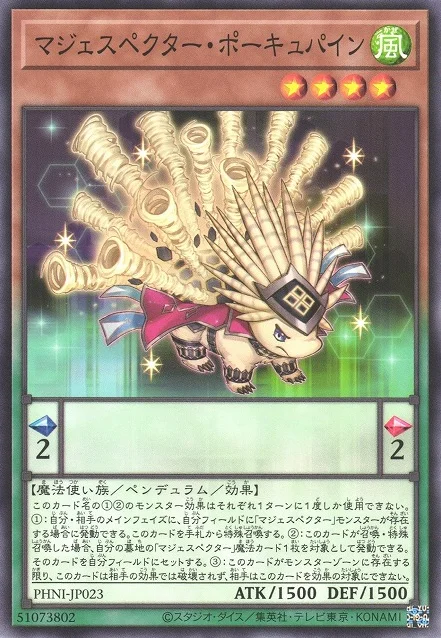 マジェスペクター・ポーキュパイン
風
2
2
【魔法使い族／ペンデュラム／効果】
このカード名の①②のモンスター効果はそれぞれ1ターンに1度しか使用できない。
①：自分・相手のメインフェイズに、自分フィールドに「マジェスペクター」モンスターが存在
する場合に発動できる。このカードを手札から特殊召喚する。②：このカードが召喚・特殊
召喚した場合、自分の墓地の「マジェスペクター」魔法カード1枚を対象として発動できる。
そのカードを自分フィールドにセットする。③：このカードがモンスターゾーンに存在する
限り、このカードは相手の効果では破壊されず、相手はこのカードを効果の対象にできない。
PHNI-JP023
ATK/1500 DEF/1500
51073802
©スタジオ・ダイス／集英社・テレビ東京・KONAMI